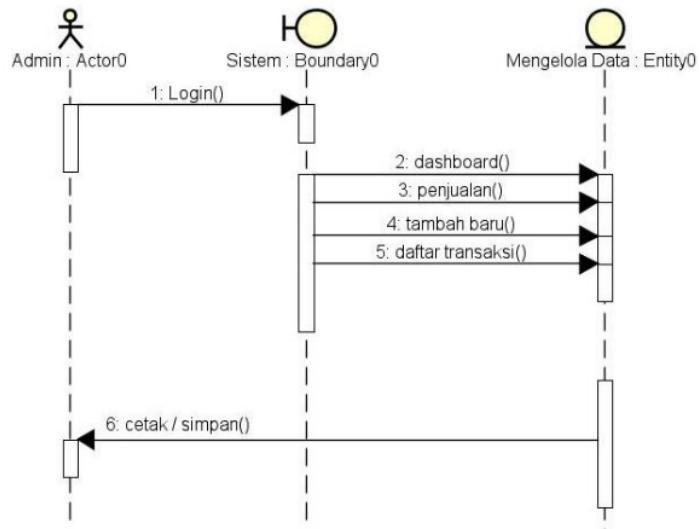 Admin : Actor0
Sistem : Boundary0
Mengelola Data : Entity0
1: Login()
2: dashboard()
3: penjualan()
4: tambah baru()
5: daftar transaksi()
6: cetak / simpan()